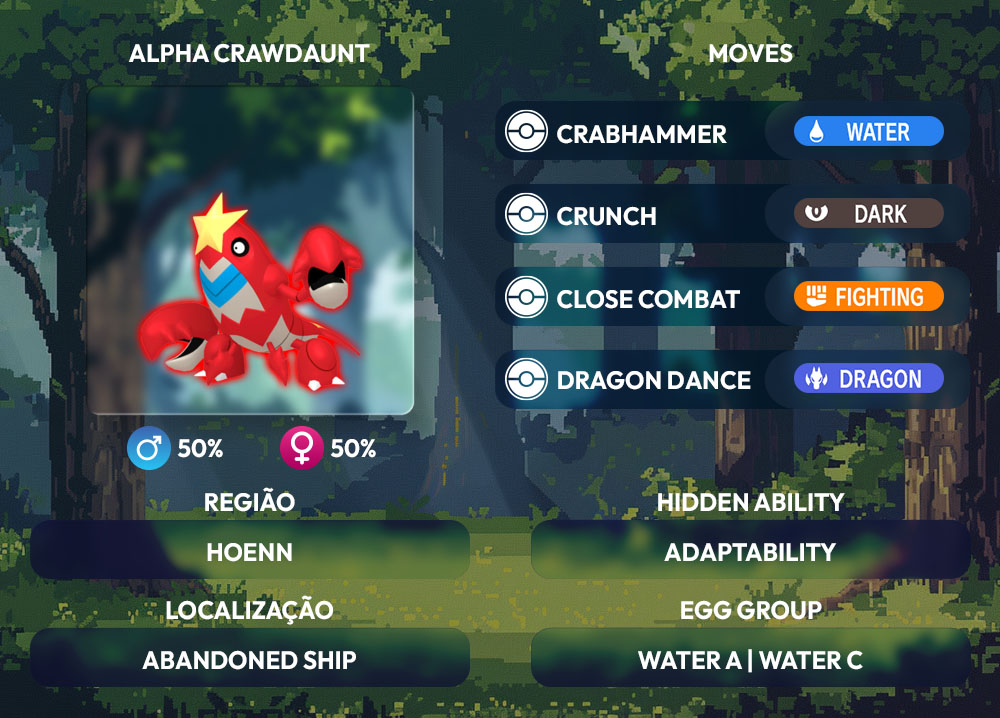 ALPHA CRAWDAUNT
50%
50%
REGIÃO
HOENN
LOCALIZAÇÃO
ABANDONED SHIP
MOVES
CRABHAMMER WATER
CRUNCH DARK
CLOSE COMBAT FIGHTING
DRAGON DANCE DRAGON
HIDDEN ABILITY
ADAPTABILITY
EGG GROUP
WATER A | WATER C